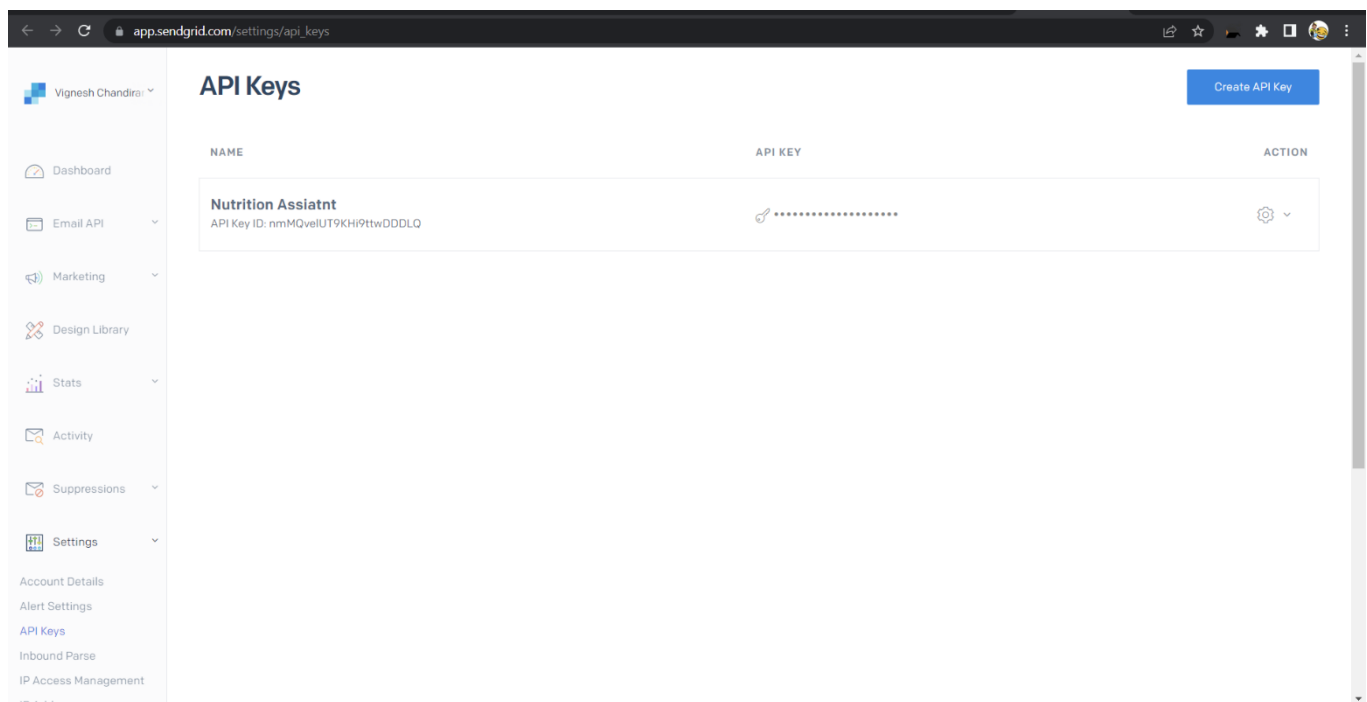 app.sendgrid.com/settings/api_keys
Vignesh Chandira
API Keys
Create API Key
NAME API KEY ACTION
Dashboard
Nutrition Assiatnt
API Key ID: nmMQvelUT9KHi9ttwDDDLQ
••••••••••••••••••••
Email API
Marketing
Design Library
Stats
Activity
Suppressions
Settings
Account Details
Alert Settings
API Keys
Inbound Parse
IP Access Management